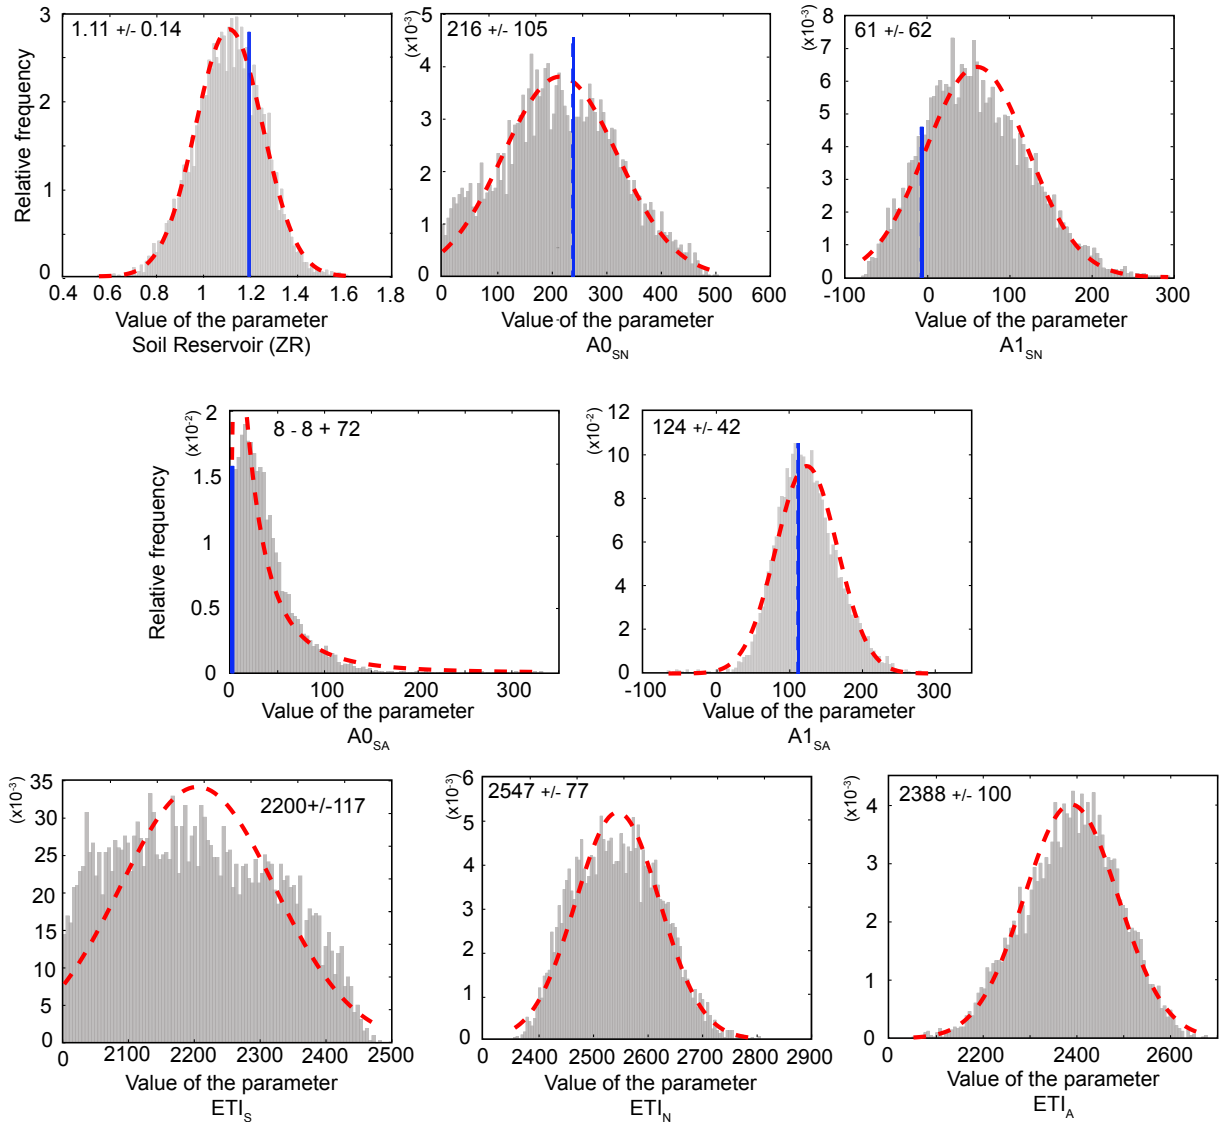 1.11 +/- 0.14
Relative frequency
3
2
1
0
0.4 0.6 0.8 1 1.2 1.4 1.6 1.8
Value of the parameter
Soil Reservoir (ZR)
(x10-3)
216 +/- 105
5
4
3
2
1
0
0 100 200 300 400 500 600
Value of the parameter
A0SN
(x10-3)
61 +/- 62
8
7
6
5
4
3
2
1
0
-100 0 100 200 300
Value of the parameter
A1SN
(x10-2)
8 - 8 + 72
Relative frequency
2
1.5
1
0.5
0
0 100 200 300
Value of the parameter
A0SA
(x10-2)
124 +/- 42
12
10
8
6
4
2
0
-100 0 100 200 300
Value of the parameter
A1SA
(x10-3)
2200+/-117
35
30
25
20
15
10
5
0
0 2100 2200 2300 2400 2500
Value of the parameter
ETIS
(x10-3)
2547 +/- 77
6
5
4
3
2
1
0
0 2400 2500 2600 2700 2800 2900
Value of the parameter
ETIN
(x10-3)
2388 +/- 100
4
3
2
1
0
0 2200 2400 2600
Value of the parameter
ETIA